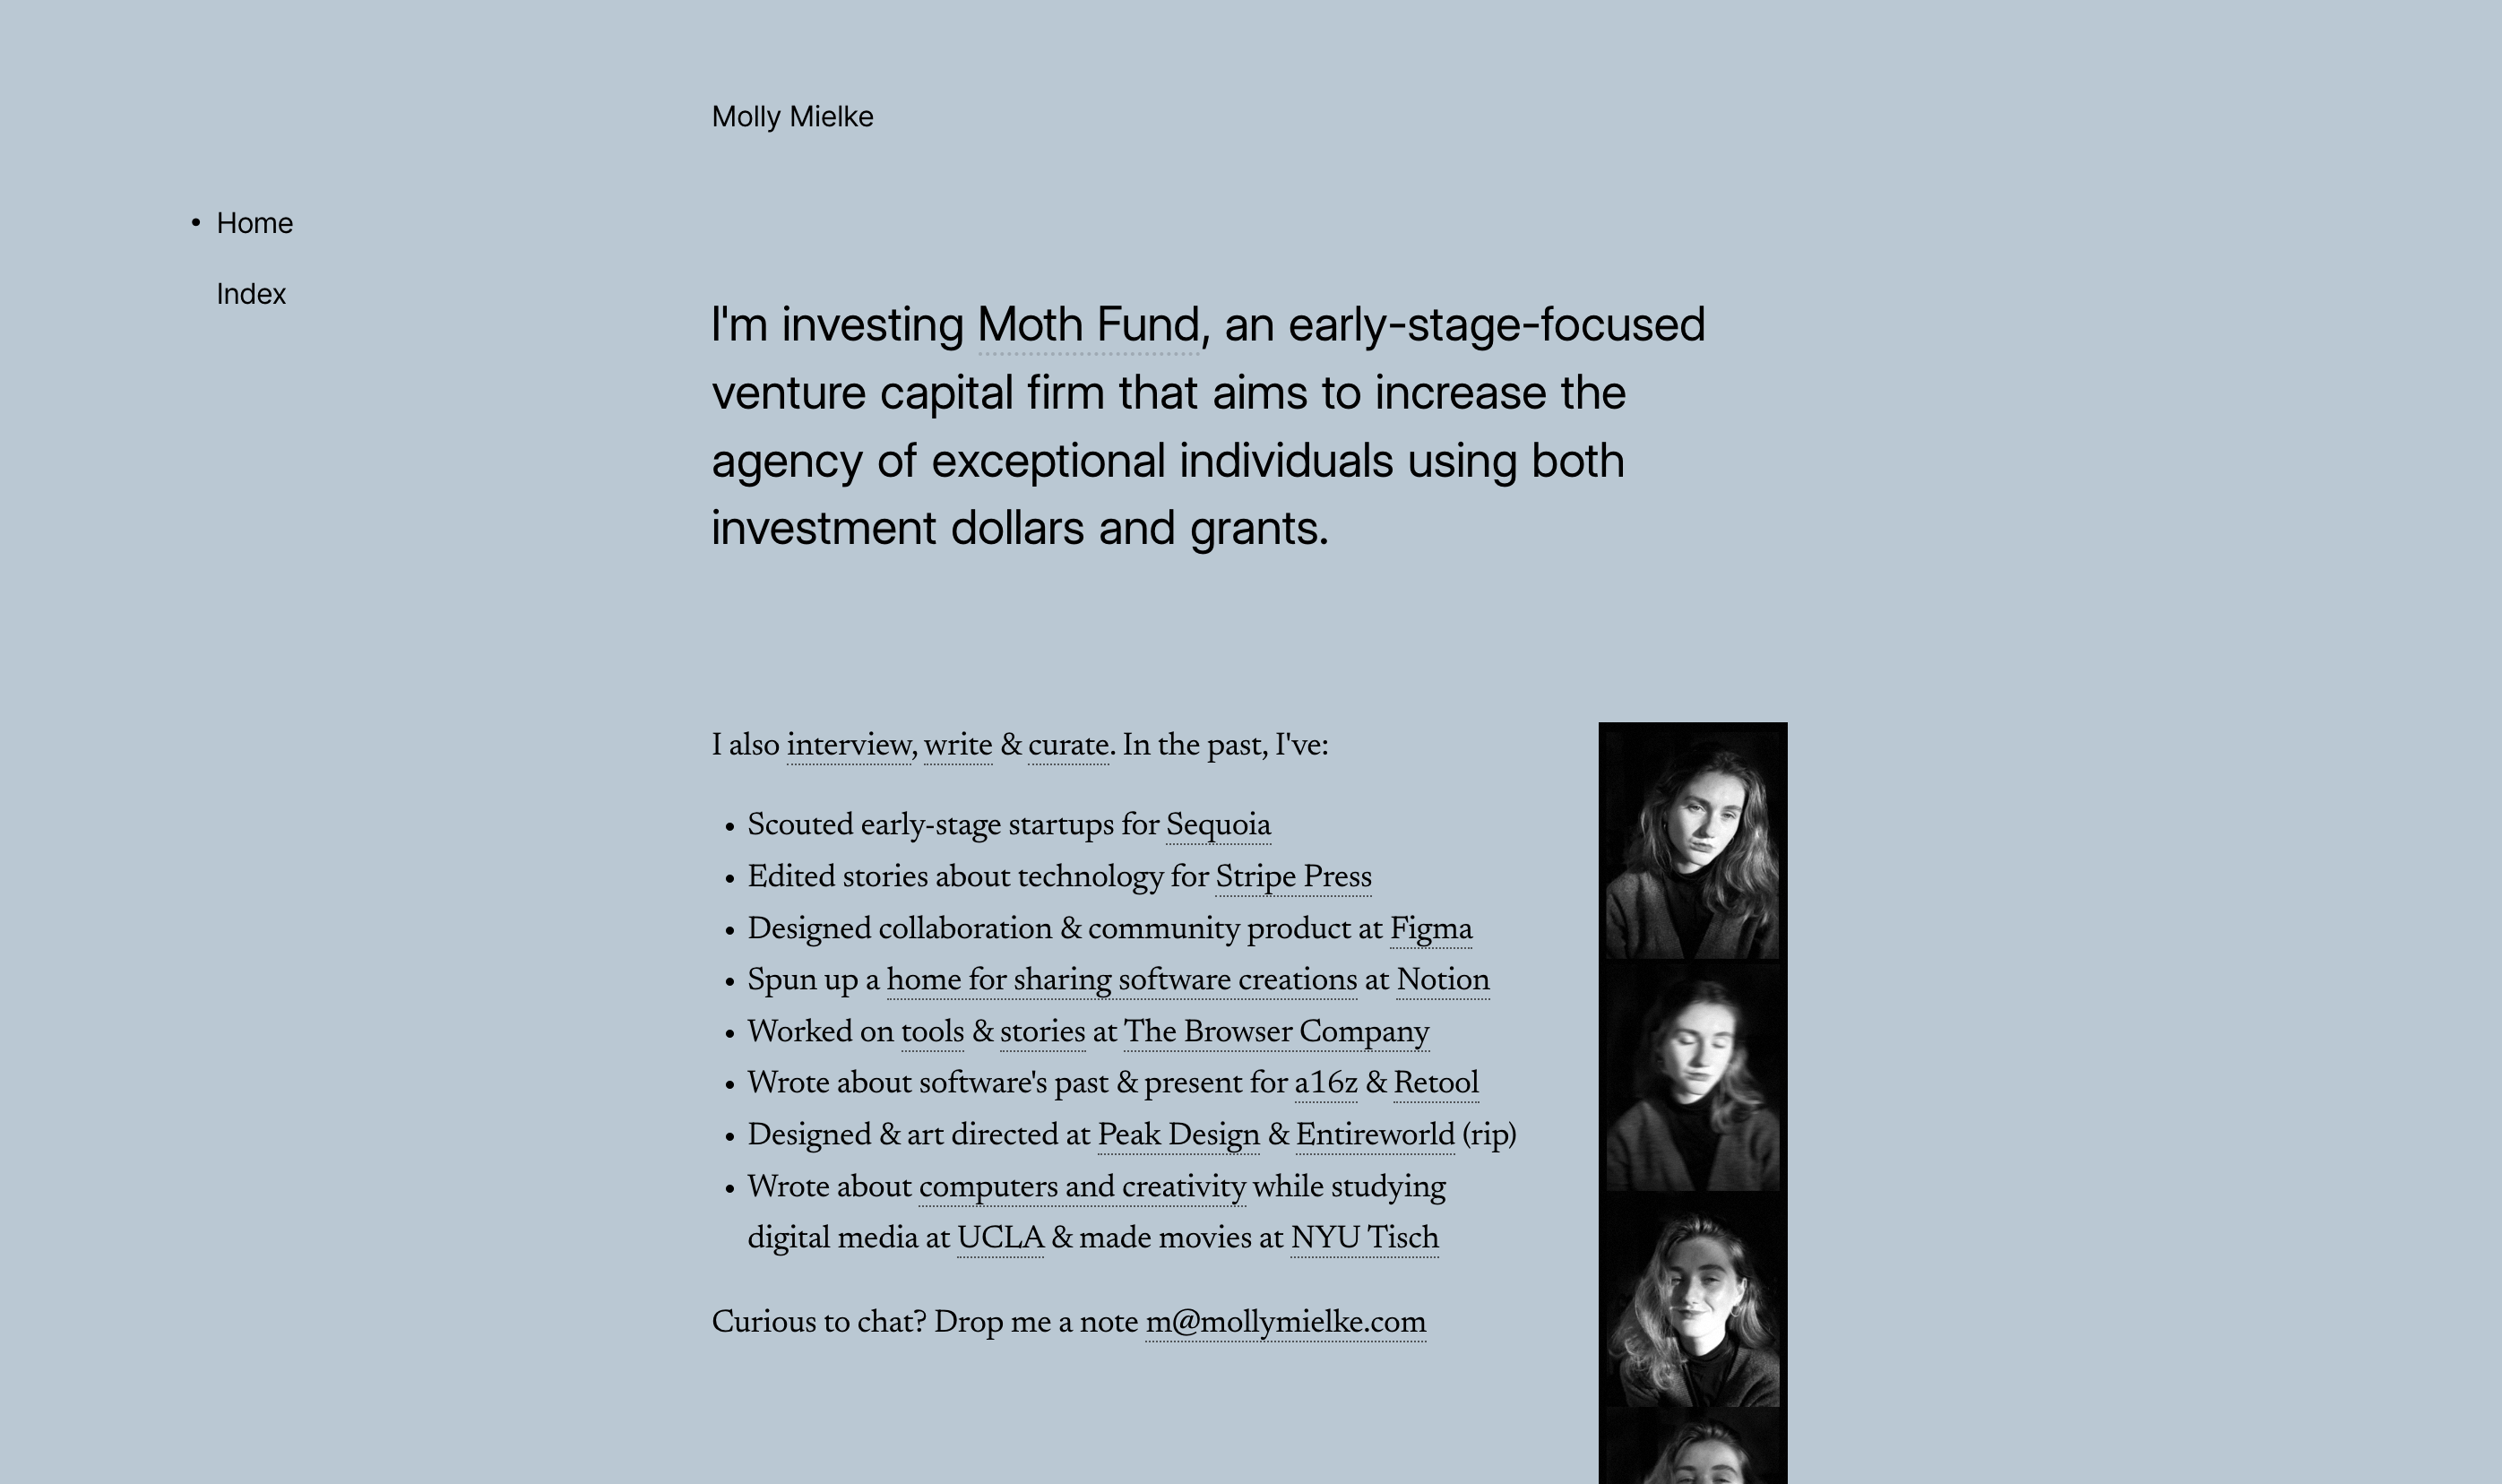 Molly Mielke
• Home
Index
I'm investing Moth Fund, an early-stage-focused
venture capital firm that aims to increase the
agency of exceptional individuals using both
investment dollars and grants.
I also interview, write & curate. In the past, I've:
• Scouted early-stage startups for Sequoia
• Edited stories about technology for Stripe Press
• Designed collaboration & community product at Figma
• Spun up a home for sharing software creations at Notion
• Worked on tools & stories at The Browser Company
• Wrote about software's past & present for a16z & Retool
• Designed & art directed at Peak Design & Entireworld (rip)
• Wrote about computers and creativity while studying
digital media at UCLA & made movies at NYU Tisch
Curious to chat? Drop me a note m@mollymielke.com